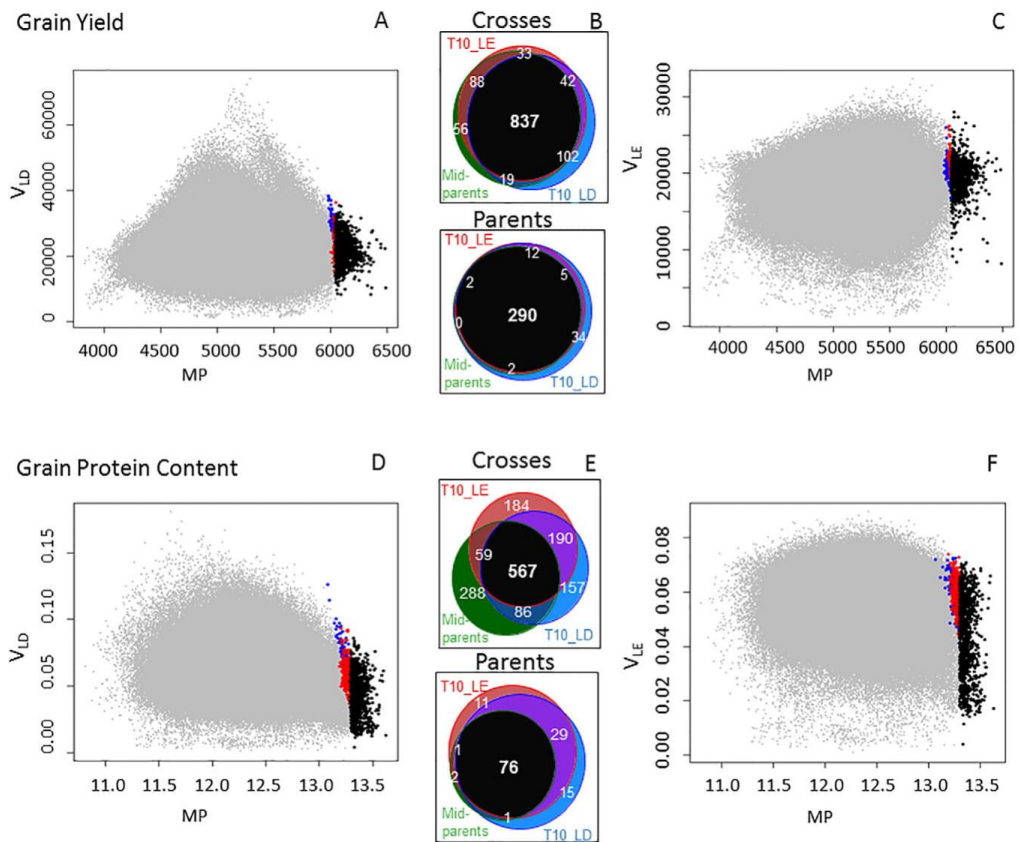 Grain Yield
A
V_LD
0
20000
40000
60000
4000
4500
5000
5500
6000
6500
MP
Crosses
B
T10_LE
33
88
42
837
56
102
19
Mid-
parents
T10_LD
Parents
T10_LE
12
2
5
290
0
34
2
Mid-
parents
T10_LD
C
V_LE
0
10000
20000
30000
4000
4500
5000
5500
6000
6500
MP
Grain Protein Content
D
V_LD
0.00
0.05
0.10
0.15
11.0
11.5
12.0
12.5
13.0
13.5
MP
Crosses
E
T10_LE
184
190
59
567
288
157
86
Mid-
parents
T10_LD
Parents
T10_LE
11
29
1
76
2
15
1
Mid-
parents
T10_LD
F
V_LE
0.00
0.02
0.04
0.06
0.08
11.0
11.5
12.0
12.5
13.0
13.5
MP